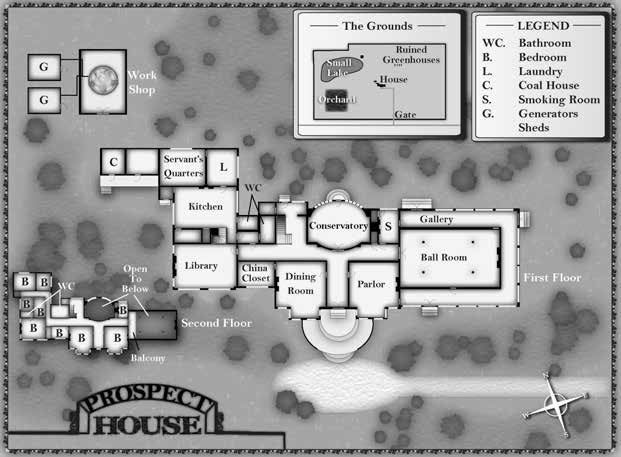 The Grounds
Ruined
Greenhouses
Small
Lake
House
Orchard
Gate
LEGEND
WC. Bathroom
B. Bedroom
L. Laundry
C. Coal House
S. Smoking Room
G. Generators
Sheds
G
G
Work
Shop
C
Servant's
Quarters
L
Kitchen
WC
Conservatory
S
Gallery
Ball Room
Library
China
Closet
Dining
Room
Parlor
First Floor
Open
To
Below
WC
B
B
B
B
B
B
B
B
B
Second Floor
Balcony
PROSPECT
HOUSE
N
E
S
W